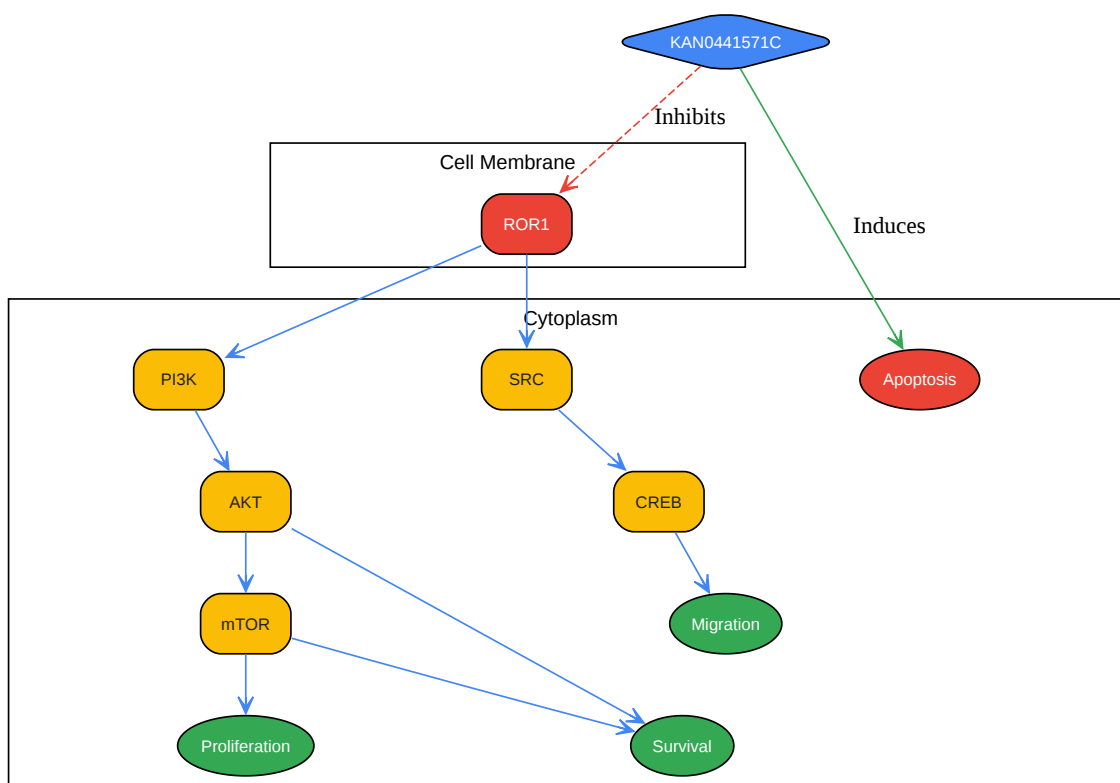 KAN0441571C
Inhibits
Cell Membrane
ROR1
Induces
Cytoplasm
PI3K
SRC
Apoptosis
AKT
CREB
mTOR
Migration
Proliferation
Survival